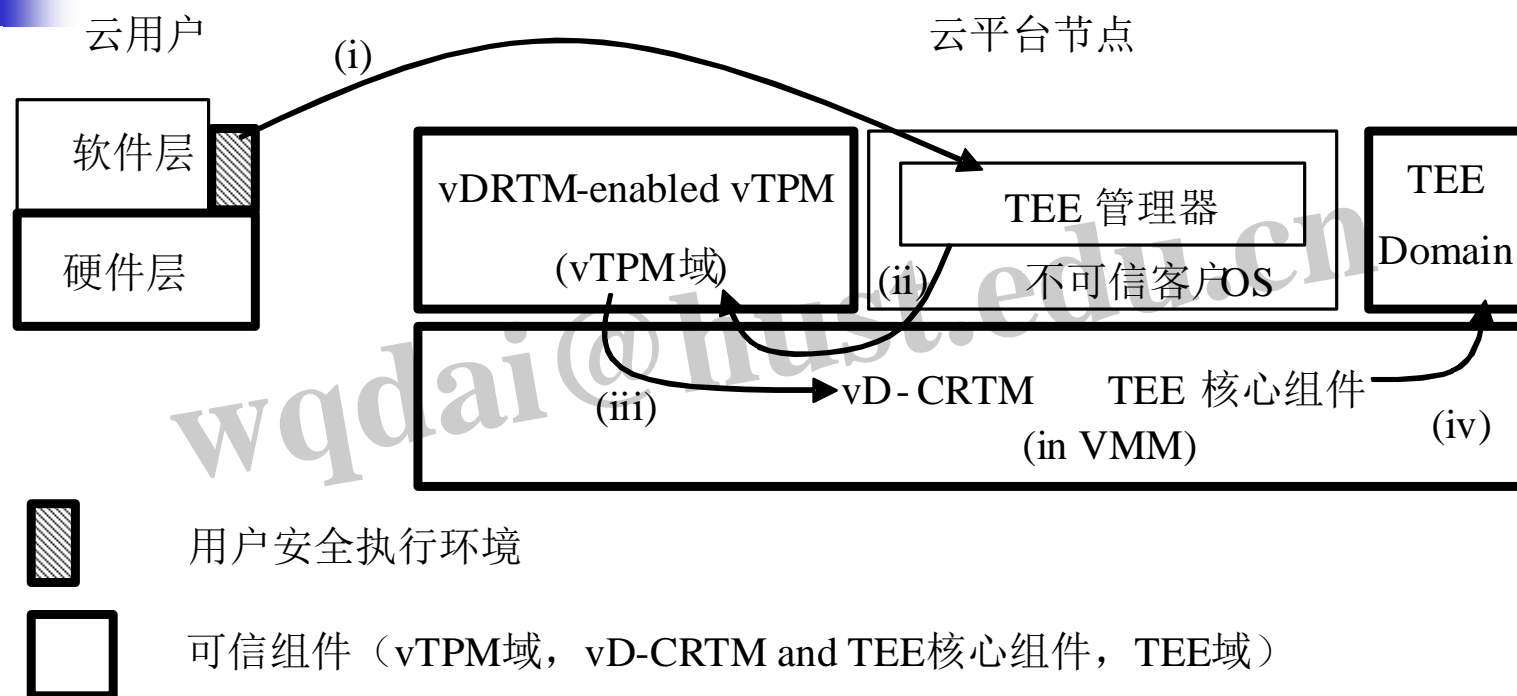 云用户
云平台节点
(i)
软件层
硬件层
vDRTM-enabled vTPM
(vTPM域)
TEE 管理器
(ii)
不可信客户OS
TEE
Domain
(iii)
vD-CRTM
TEE 核心组件
(in VMM)
(iv)
wqdai@hust.edu.cn
用户安全执行环境
可信组件（vTPM域，vD-CRTM and TEE核心组件，TEE域）